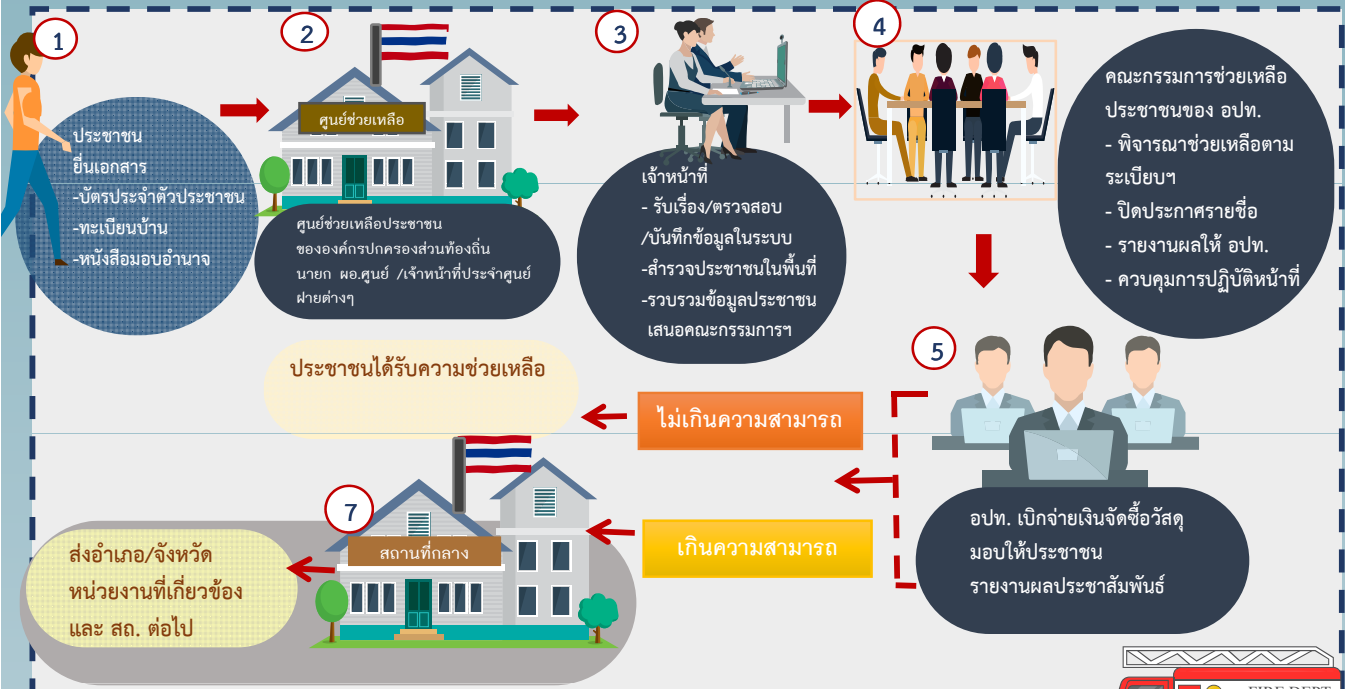 1
ประชาชน
ยื่นเอกสาร
-บัตรประจำตัวประชาชน
-ทะเบียนบ้าน
-หนังสือมอบอำนาจ
2
ศูนย์ช่วยเหลือ
ศูนย์ช่วยเหลือประชาชน
ขององค์กรปกครองส่วนท้องถิ่น
นายก ผอ.ศูนย์ /เจ้าหน้าที่ประจำศูนย์
ฝ่ายต่างๆ
3
เจ้าหน้าที่
- รับเรื่อง/ตรวจสอบ
/บันทึกข้อมูลในระบบ
-สำรวจประชาชนในพื้นที่
-รวบรวมข้อมูลประชาชน
เสนอคณะกรรมการฯ
4
คณะกรรมการช่วยเหลือ
ประชาชนของ อปท.
- พิจารณาช่วยเหลือตาม
ระเบียบฯ
- ปิดประกาศรายชื่อ
- รายงานผลให้ อปท.
- ควบคุมการปฏิบัติหน้าที่
5
อปท. เบิกจ่ายเงินจัดซื้อวัสดุ
มอบให้ประชาชน
รายงานผลประชาสัมพันธ์
ไม่เกินความสามารถ
ประชาชนได้รับความช่วยเหลือ
เกินความสามารถ
7
สถานที่กลาง
ส่งอำเภอ/จังหวัด
หน่วยงานที่เกี่ยวข้อง
และ สถ. ต่อไป
FIRE DEPT